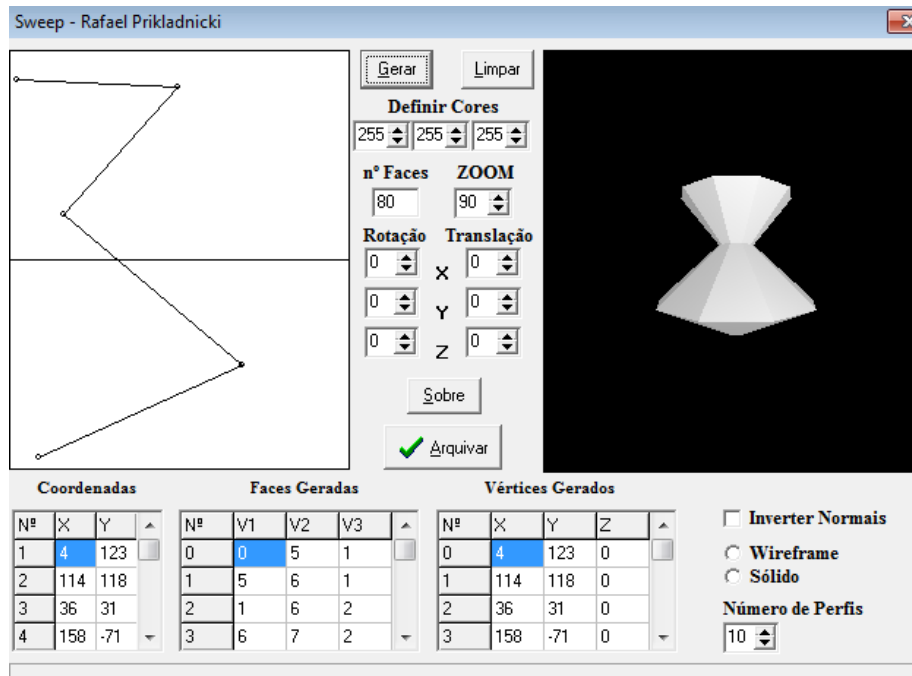 Sweep - Rafael Prikladnicki
Gerar Limpar
Definir Cores
255 255 255
nº Faces ZOOM
80 90
Rotação Translação
0 X 0
0 Y 0
0 Z 0
Sobre
Arquivar
Coordenadas Faces Geradas Vértices Gerados
Nº X Y Nº V1 V2 V3 Nº X Y Z
1 4 123 0 0 5 1 0 4 123 0
2 114 118 1 5 6 1 1 114 118 0
3 36 31 2 1 6 2 2 36 31 0
4 158 -71 3 6 7 2 3 158 -71 0
Inverter Normais
Wireframe
Sólido
Número de Perfis
10